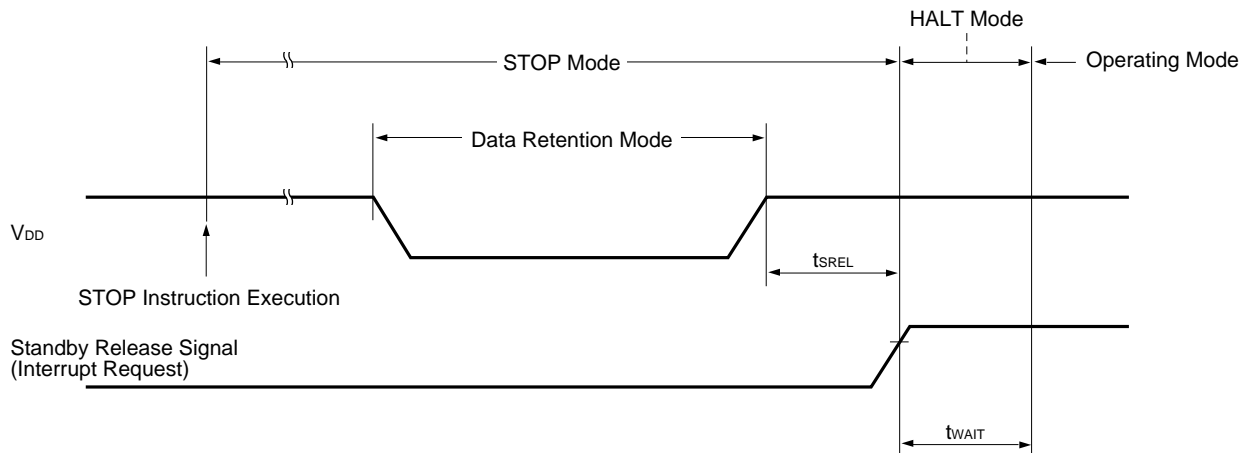 HALT Mode
STOP Mode
Operating Mode
Data Retention Mode
VDD
tSREL
STOP Instruction Execution
Standby Release Signal
(Interrupt Request)
tWAIT